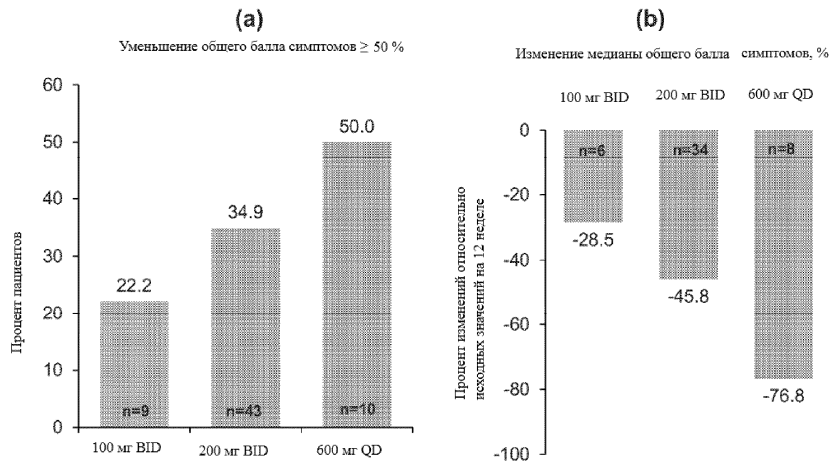 (a)
Уменьшение общего балла симптомов ≥ 50 %
Процент пациентов
60
50
40
30
20
10
0
22.2
34.9
50.0
n=9
n=43
n=10
100 мг BID
200 мг BID
600 мг QD
(b)
Изменение медианы общего балла симптомов, %
100 мг BID
200 мг BID
600 мг QD
Процент изменений относительно
исходных значений на 12 неделе
0
-20
-40
-60
-80
-100
n=6
n=34
n=8
-28.5
-45.8
-76.8